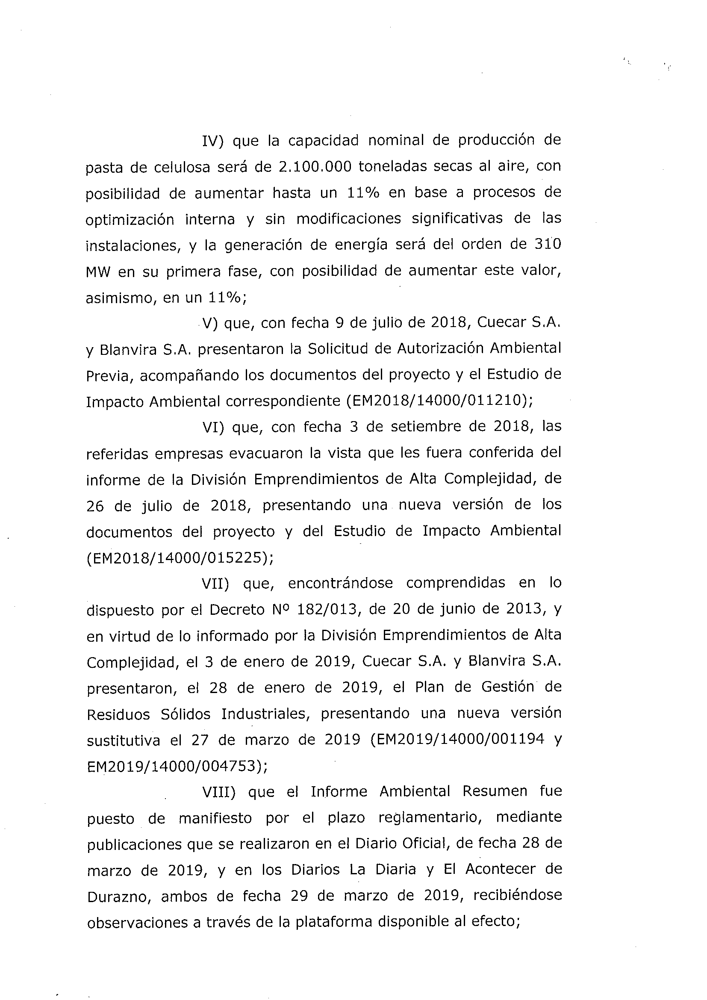 IV) que la capacidad nominal de producción de
pasta de celulosa será de 2.100.000 toneladas secas al aire, con
posibilidad de aumentar hasta un 11% en base a procesos de
optimización interna y sin modificaciones significativas de las
instalaciones, y la generación de energía será del orden de 310
MW en su primera fase, con posibilidad de aumentar este valor,
asimismo, en un 11%;
V) que, con fecha 9 de julio de 2018, Cuecar S.A.
y Blanvira S.A. presentaron la Solicitud de Autorización Ambiental
Previa, acompañando los documentos del proyecto y el Estudio de
Impacto Ambiental correspondiente (EM2018/14000/011210);
VI) que, con fecha 3 de setiembre de 2018, las
referidas empresas evacuaron la vista que les fuera conferida del
informe de la División Emprendimientos de Alta Complejidad, de
26 de julio de 2018, presentando una nueva versión de los
documentos del proyecto y del Estudio de Impacto Ambiental
(EM2018/14000/015225);
VII) que, encontrándose comprendidas en lo
dispuesto por el Decreto Nº 182/013, de 20 de junio de 2013, y
en virtud de lo informado por la División Emprendimientos de Alta
Complejidad, el 3 de enero de 2019, Cuecar S.A. y Blanvira S.A.
presentaron, el 28 de enero de 2019, el Plan de Gestión de
Residuos Sólidos Industriales, presentando una nueva versión
sustitutiva el 27 de marzo de 2019 (EM2019/14000/001194 y
EM2019/14000/004753);
VIII) que el Informe Ambiental Resumen fue
puesto de manifiesto por el plazo reglamentario, mediante
publicaciones que se realizaron en el Diario Oficial, de fecha 28 de
marzo de 2019, y en los Diarios La Diaria y El Acontecer de
Durazno, ambos de fecha 29 de marzo de 2019, recibiéndose
observaciones a través de la plataforma disponible al efecto;